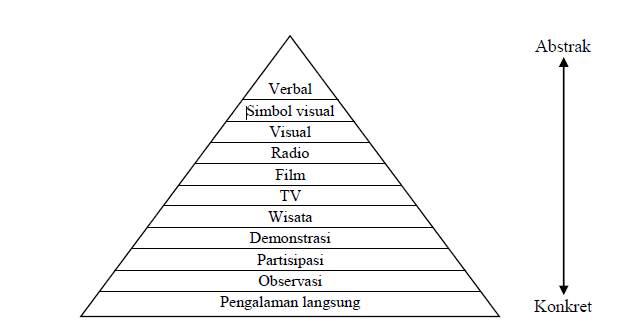 Abstrak
Verbal
Simbol visual
Visual
Radio
Film
TV
Wisata
Demonstrasi
Partisipasi
Observasi
Pengalaman langsung
Konkret